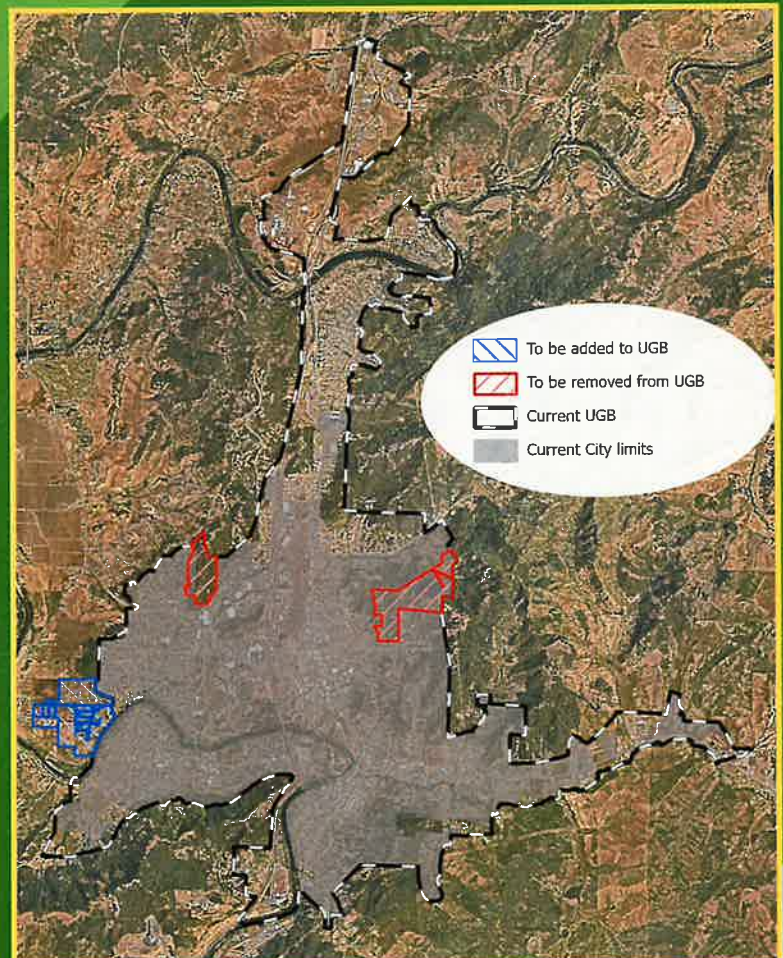 To be added to UGB
To be removed from UGB
Current UGB
Current City limits